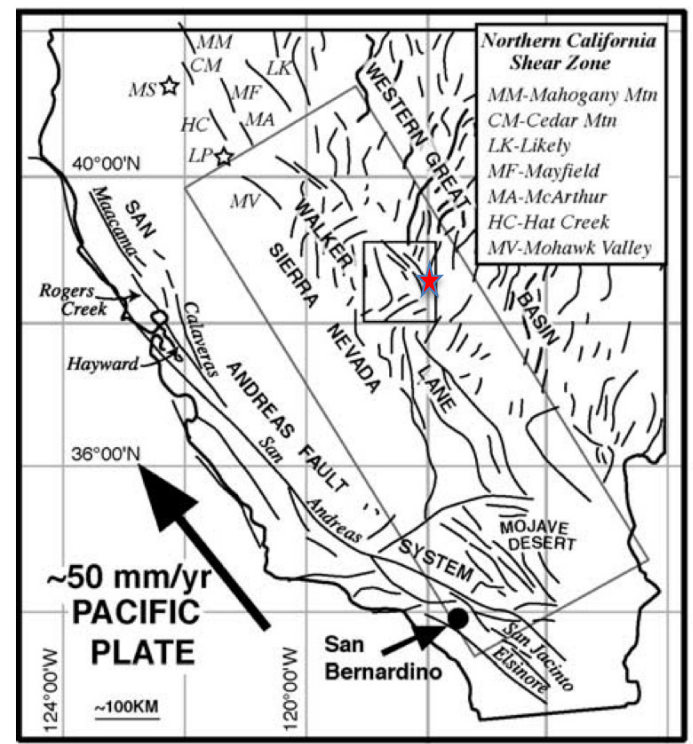 Northern California
Shear Zone
MM-Mahogany Mtn
CM-Cedar Mtn
LK-Likely
MF-Mayfield
MA-McArthur
HC-Hat Creek
MV-Mohawk Valley
MM
CM
LK
MS
MF
HC
MA
LP
40°00'N
MV
WESTERN GREAT
BASIN
WALKER
LANE
SIERRA
NEVADA
Maacama
SAN
ANDREAS FAULT
SYSTEM
Rogers
Creek
Calaveras
Hayward
36°00'N
San
Andreas
MOJAVE
DESERT
~50 mm/yr
PACIFIC
PLATE
San
Bernardino
San Jacinto
Elsinore
124°00'W
120°00'W
~100KM